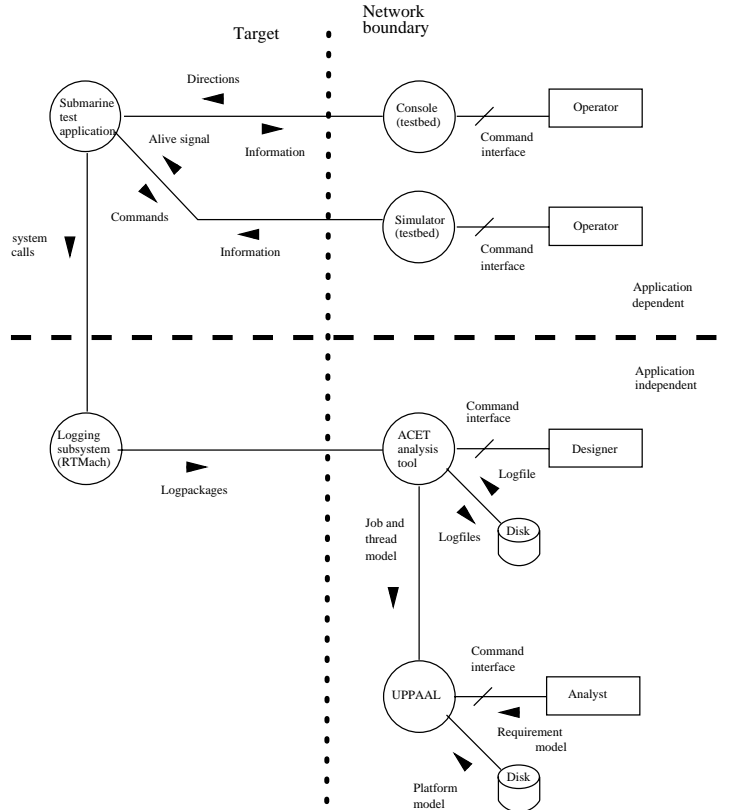 Target
Network
boundary
Directions
Submarine
test
application
Console
(testbed)
Operator
Command
interface
Alive signal
Information
Commands
Simulator
(testbed)
Operator
Command
interface
Information
system
calls
Application
dependent
Application
independent
Logging
subsystem
(RTMach)
Logpackages
ACET
analysis
tool
Command
interface
Designer
Logfile
Logfiles
Disk
Job and
thread
model
UPPAAL
Command
interface
Analyst
Requirement
model
Platform
model
Disk